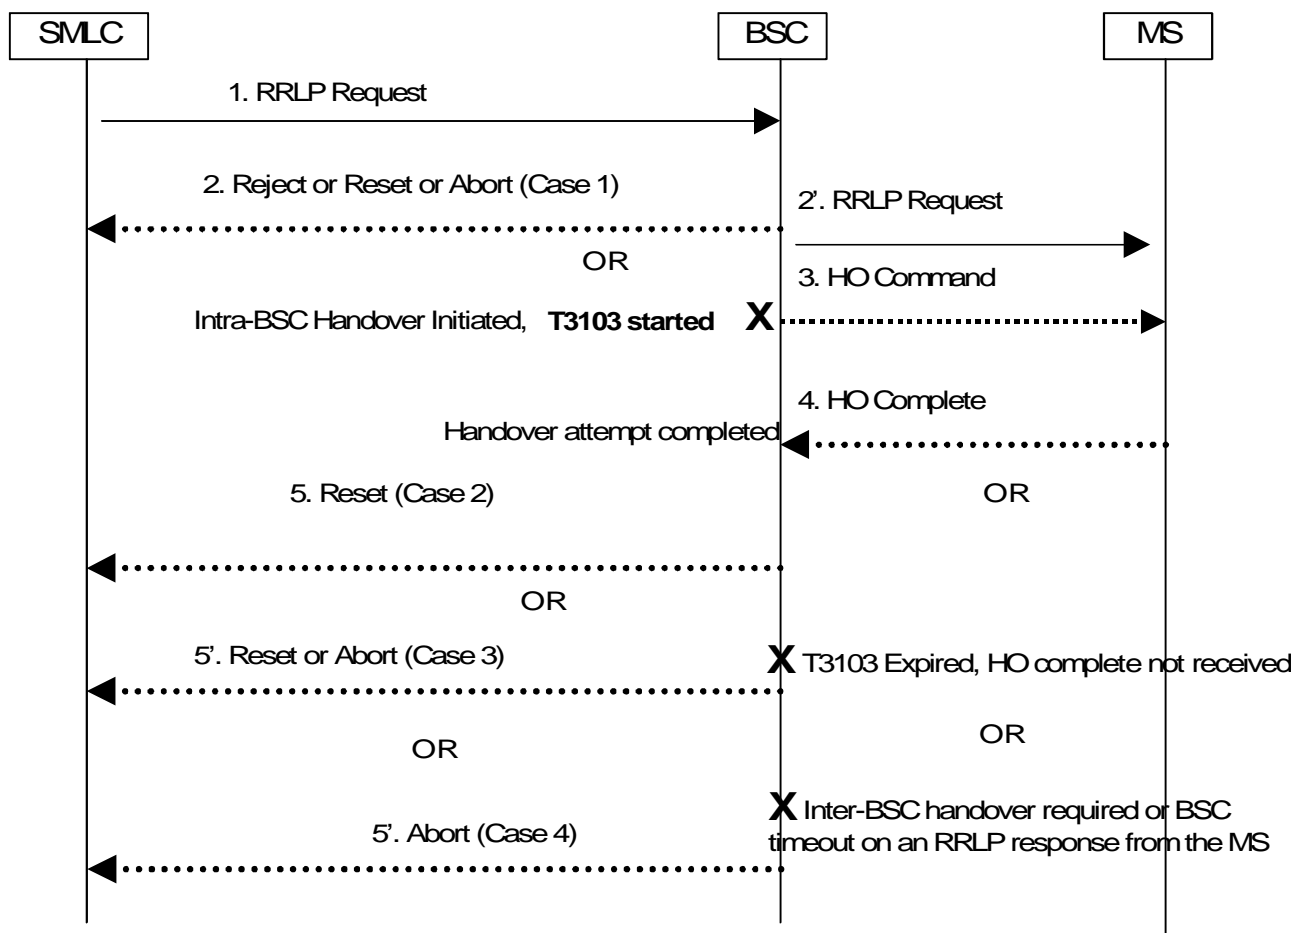 SMLC
BSC
MS
1. RRLP Request
2. Reject or Reset or Abort (Case 1)
2'. RRLP Request
OR
3. HO Command
Intra-BSC Handover Initiated, T3103 started X
4. HO Complete
Handover attempt completed
5. Reset (Case 2)
OR
OR
5'. Reset or Abort (Case 3)
X T3103 Expired, HO complete not received
OR
OR
X Inter-BSC handover required or BSC
timeout on an RRLP response from the MS
5'. Abort (Case 4)